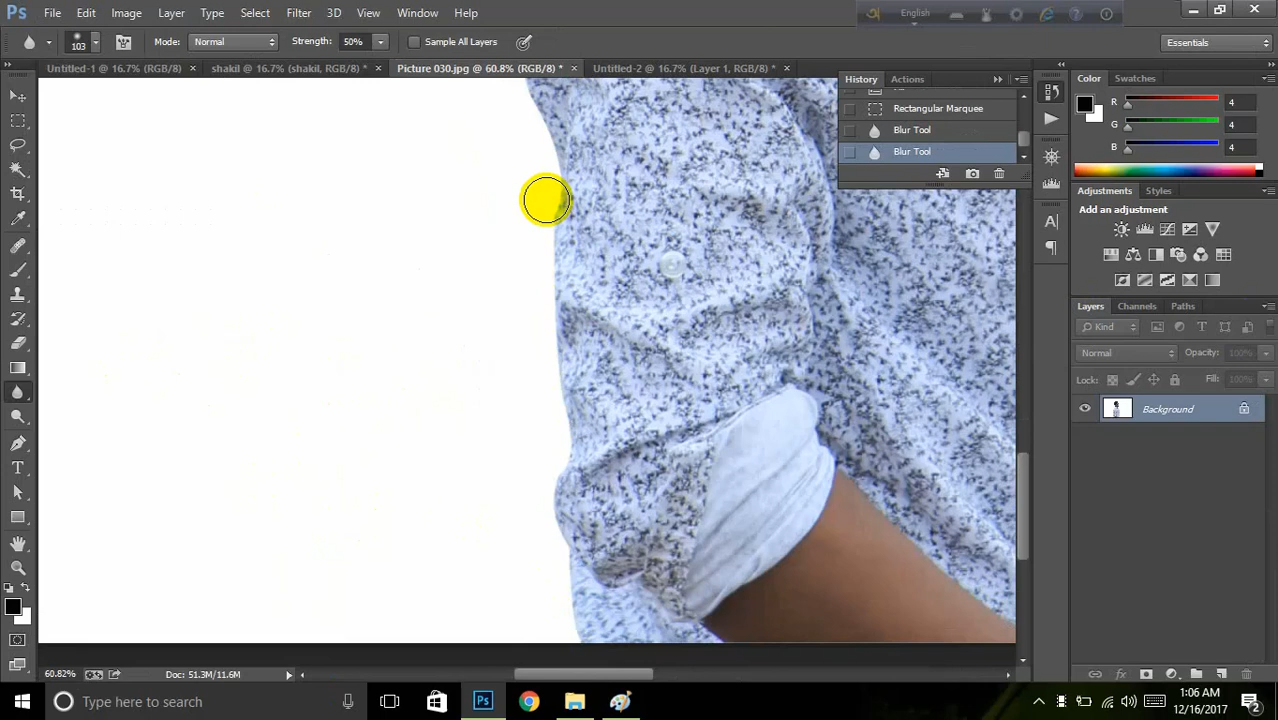 Ps File Edit Image Layer Type Select Filter 3D View Window Help
English
103 Mode: Normal Strength: 50% Sample All Layers Essentials
Untitled-1 @ 16.7% (RGB/8) × shakil @ 16.7% (shakil, RGB/8) * × Picture 030.jpg @ 60.8% (RGB/8) * × Untitled-2 @ 16.7% (Layer 1, RGB/8) * ×
History Actions
Rectangular Marquee
Blur Tool
Blur Tool
Color Swatches
R 4
G 4
B 4
Adjustments Styles
Add an adjustment
Layers Channels Paths
Kind
Normal Opacity: 100%
Lock: Fill: 100%
Background
60.82% Doc: 51.3M/11.6M
Type here to search
1:06 AM
12/16/2017
2